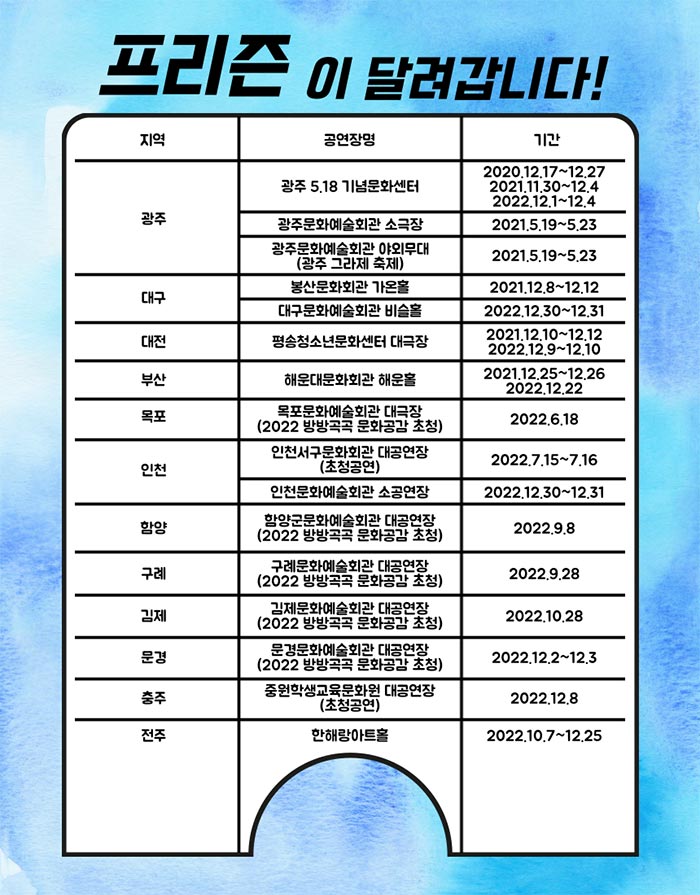 프리즌 이 달려갑니다!
지역 공연장명 기간
광주 광주 5.18 기념문화센터 2020.12.17~12.27
2021.11.30~12.4
2022.12.1~12.4
광주문화예술회관 소극장 2021.5.19~5.23
광주문화예술회관 야외무대
(광주 그라제 축제) 2021.5.19~5.23
대구 봉산문화회관 가온홀 2021.12.8~12.12
대구문화예술회관 비슬홀 2022.12.30~12.31
대전 평송청소년문화센터 대극장 2021.12.10~12.12
2022.12.9~12.10
부산 해운대문화회관 해운홀 2021.12.25~12.26
2022.12.22
목포 목포문화예술회관 대극장
(2022 방방곡곡 문화공감 초청) 2022.6.18
인천 인천서구문화회관 대공연장
(초청공연) 2022.7.15~7.16
인천문화예술회관 소공연장 2022.12.30~12.31
함양 함양군문화예술회관 대공연장
(2022 방방곡곡 문화공감 초청) 2022.9.8
구례 구례문화예술회관 대공연장
(2022 방방곡곡 문화공감 초청) 2022.9.28
김제 김제문화예술회관 대공연장
(2022 방방곡곡 문화공감 초청) 2022.10.28
문경 문경문화예술회관 대공연장
(2022 방방곡곡 문화공감 초청) 2022.12.2~12.3
충주 중원학생교육문화원 대공연장
(초청공연) 2022.12.8
전주 한해랑아트홀 2022.10.7~12.25